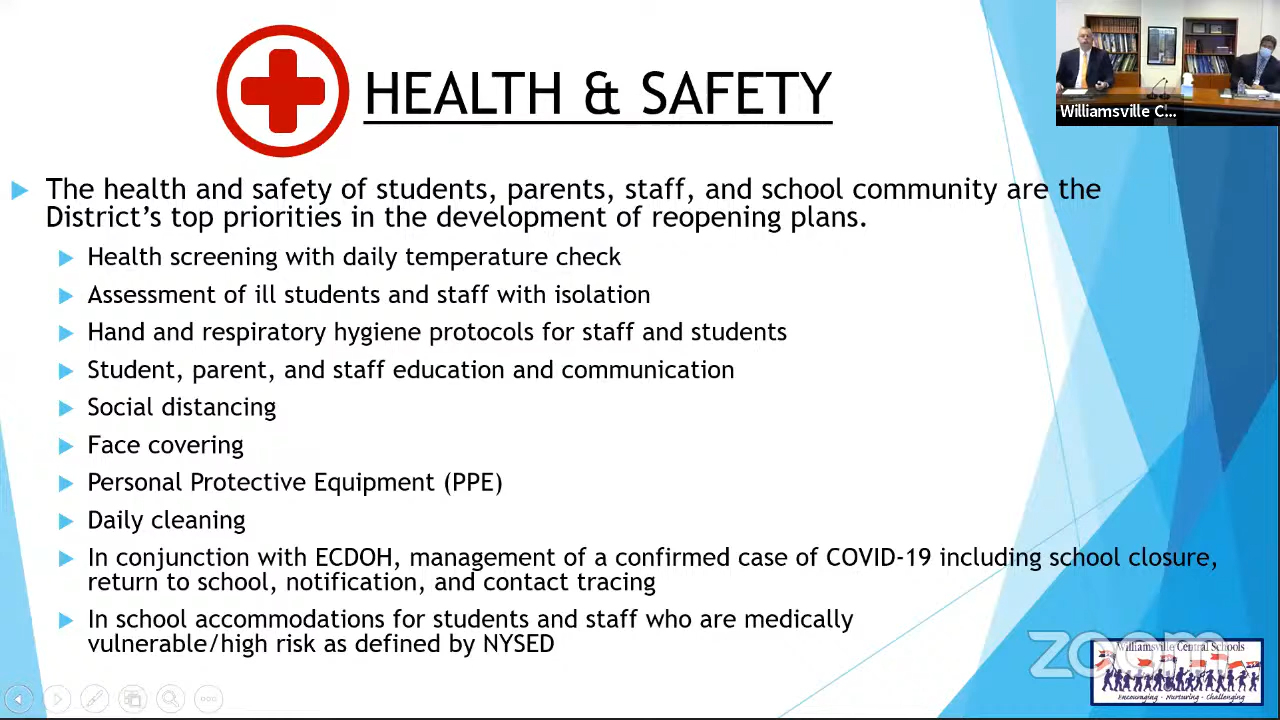 HEALTH & SAFETY
Williamsville C...
The health and safety of students, parents, staff, and school community are the
District’s top priorities in the development of reopening plans.
Health screening with daily temperature check
Assessment of ill students and staff with isolation
Hand and respiratory hygiene protocols for staff and students
Student, parent, and staff education and communication
Social distancing
Face covering
Personal Protective Equipment (PPE)
Daily cleaning
In conjunction with ECDOH, management of a confirmed case of COVID-19 including school closure,
return to school, notification, and contact tracing
In school accommodations for students and staff who are medically
vulnerable/high risk as defined by NYSED
zoom
Williamsville Central Schools
Encouraging - Nurturing - Challenging